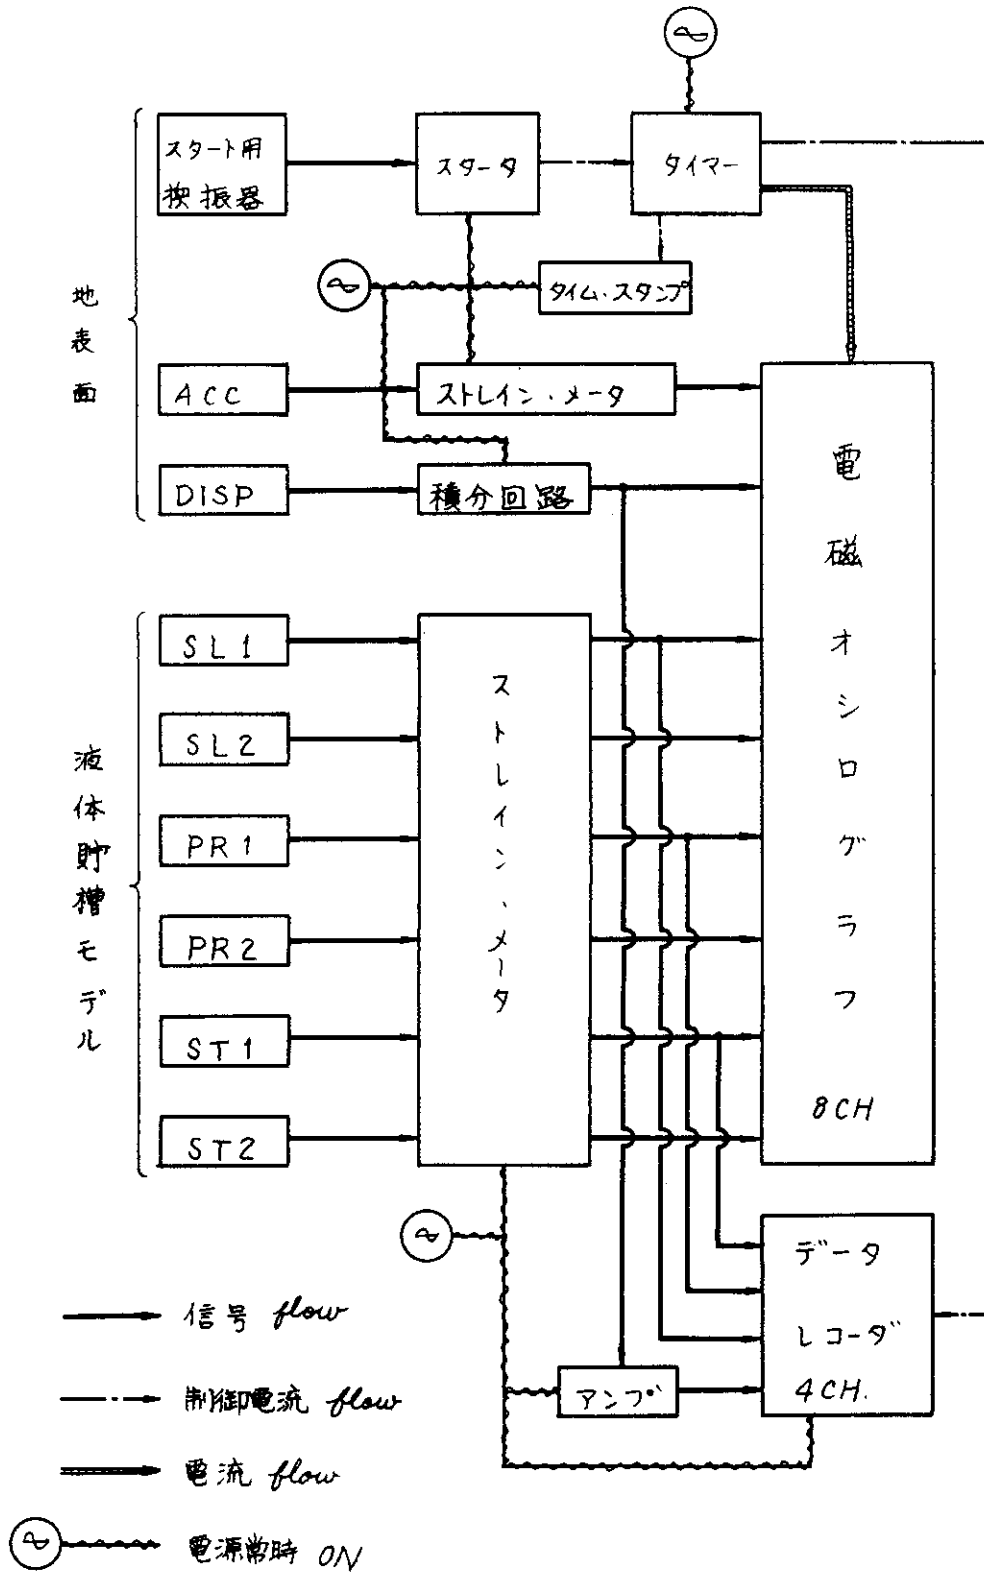 スタート用
換振器
スタータ
タイマー
タイム・スタンプ
地表面
ACC
ストレイン・メータ
DISP
積分回路
電磁オシログラフ
8CH
液体貯槽モデル
SL1
SL2
PR1
PR2
ST1
ST2
ストレイン・メータ
データ
レコーダ
4CH.
アンプ
信号 flow
制御電流 flow
電流 flow
電源常時 ON